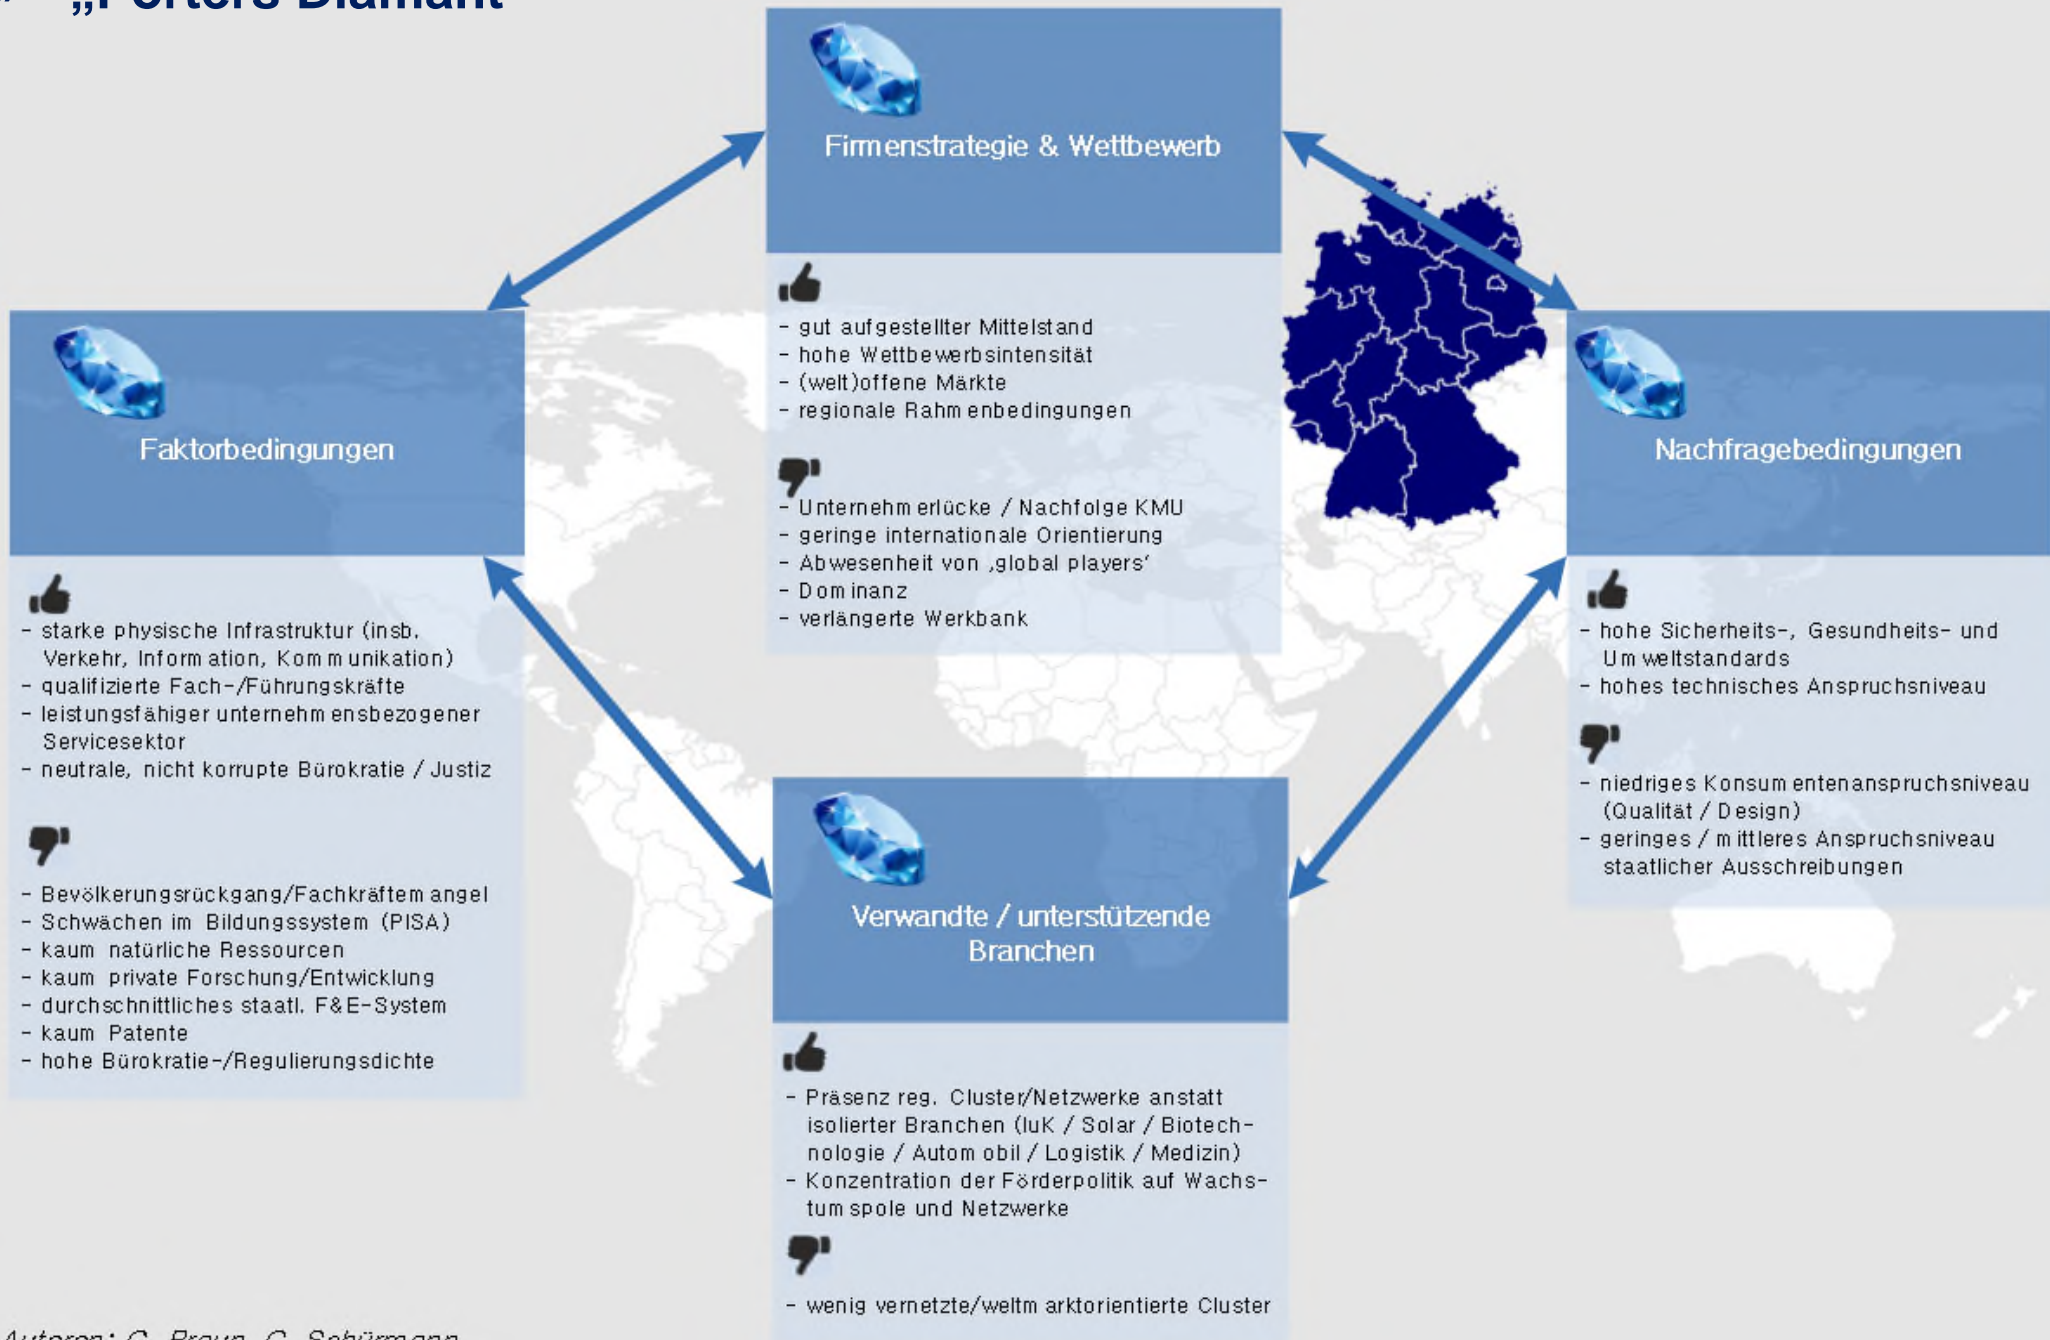 „Porters Diamant“
Firmenstrategie & Wettbewerb
- gut aufgestellter Mittelstand
- hohe Wettbewerbsintensität
- (welt)offene Märkte
- regionale Rahmenbedingungen
- Unternehmerlücke / Nachfolge KMU
- geringe internationale Orientierung
- Abwesenheit von ‚global players‘
- Dominanz
- verlängerte Werkbank
Faktorbedingungen
- starke physische Infrastruktur (insb.
Verkehr, Information, Kommunikation)
- qualifizierte Fach-/Führungskräfte
- leistungsfähiger unternehmensbezogener
Servicesektor
- neutrale, nicht korrupte Bürokratie / Justiz
- Bevölkerungsrückgang/Fachkräftemangel
- Schwächen im Bildungssystem (PISA)
- kaum natürliche Ressourcen
- kaum private Forschung/Entwicklung
- durchschnittliches staatl. F&E-System
- kaum Patente
- hohe Bürokratie-/Regulierungsdichte
Nachfragebedingungen
- hohe Sicherheits-, Gesundheits- und
Umweltstandards
- hohes technisches Anspruchsniveau
- niedriges Konsumentenanspruchsniveau
(Qualität / Design)
- geringes / mittleres Anspruchsniveau
staatlicher Ausschreibungen
Verwandte / unterstützende
Branchen
- Präsenz reg. Cluster/Netzwerke anstatt
isolierter Branchen (IuK / Solar / Biotech-
nologie / Automobil / Logistik / Medizin)
- Konzentration der Förderpolitik auf Wachs-
tumspole und Netzwerke
- wenig vernetzte/weltmarktorientierte Cluster
Autoren: C. Braun, C. Schürmann